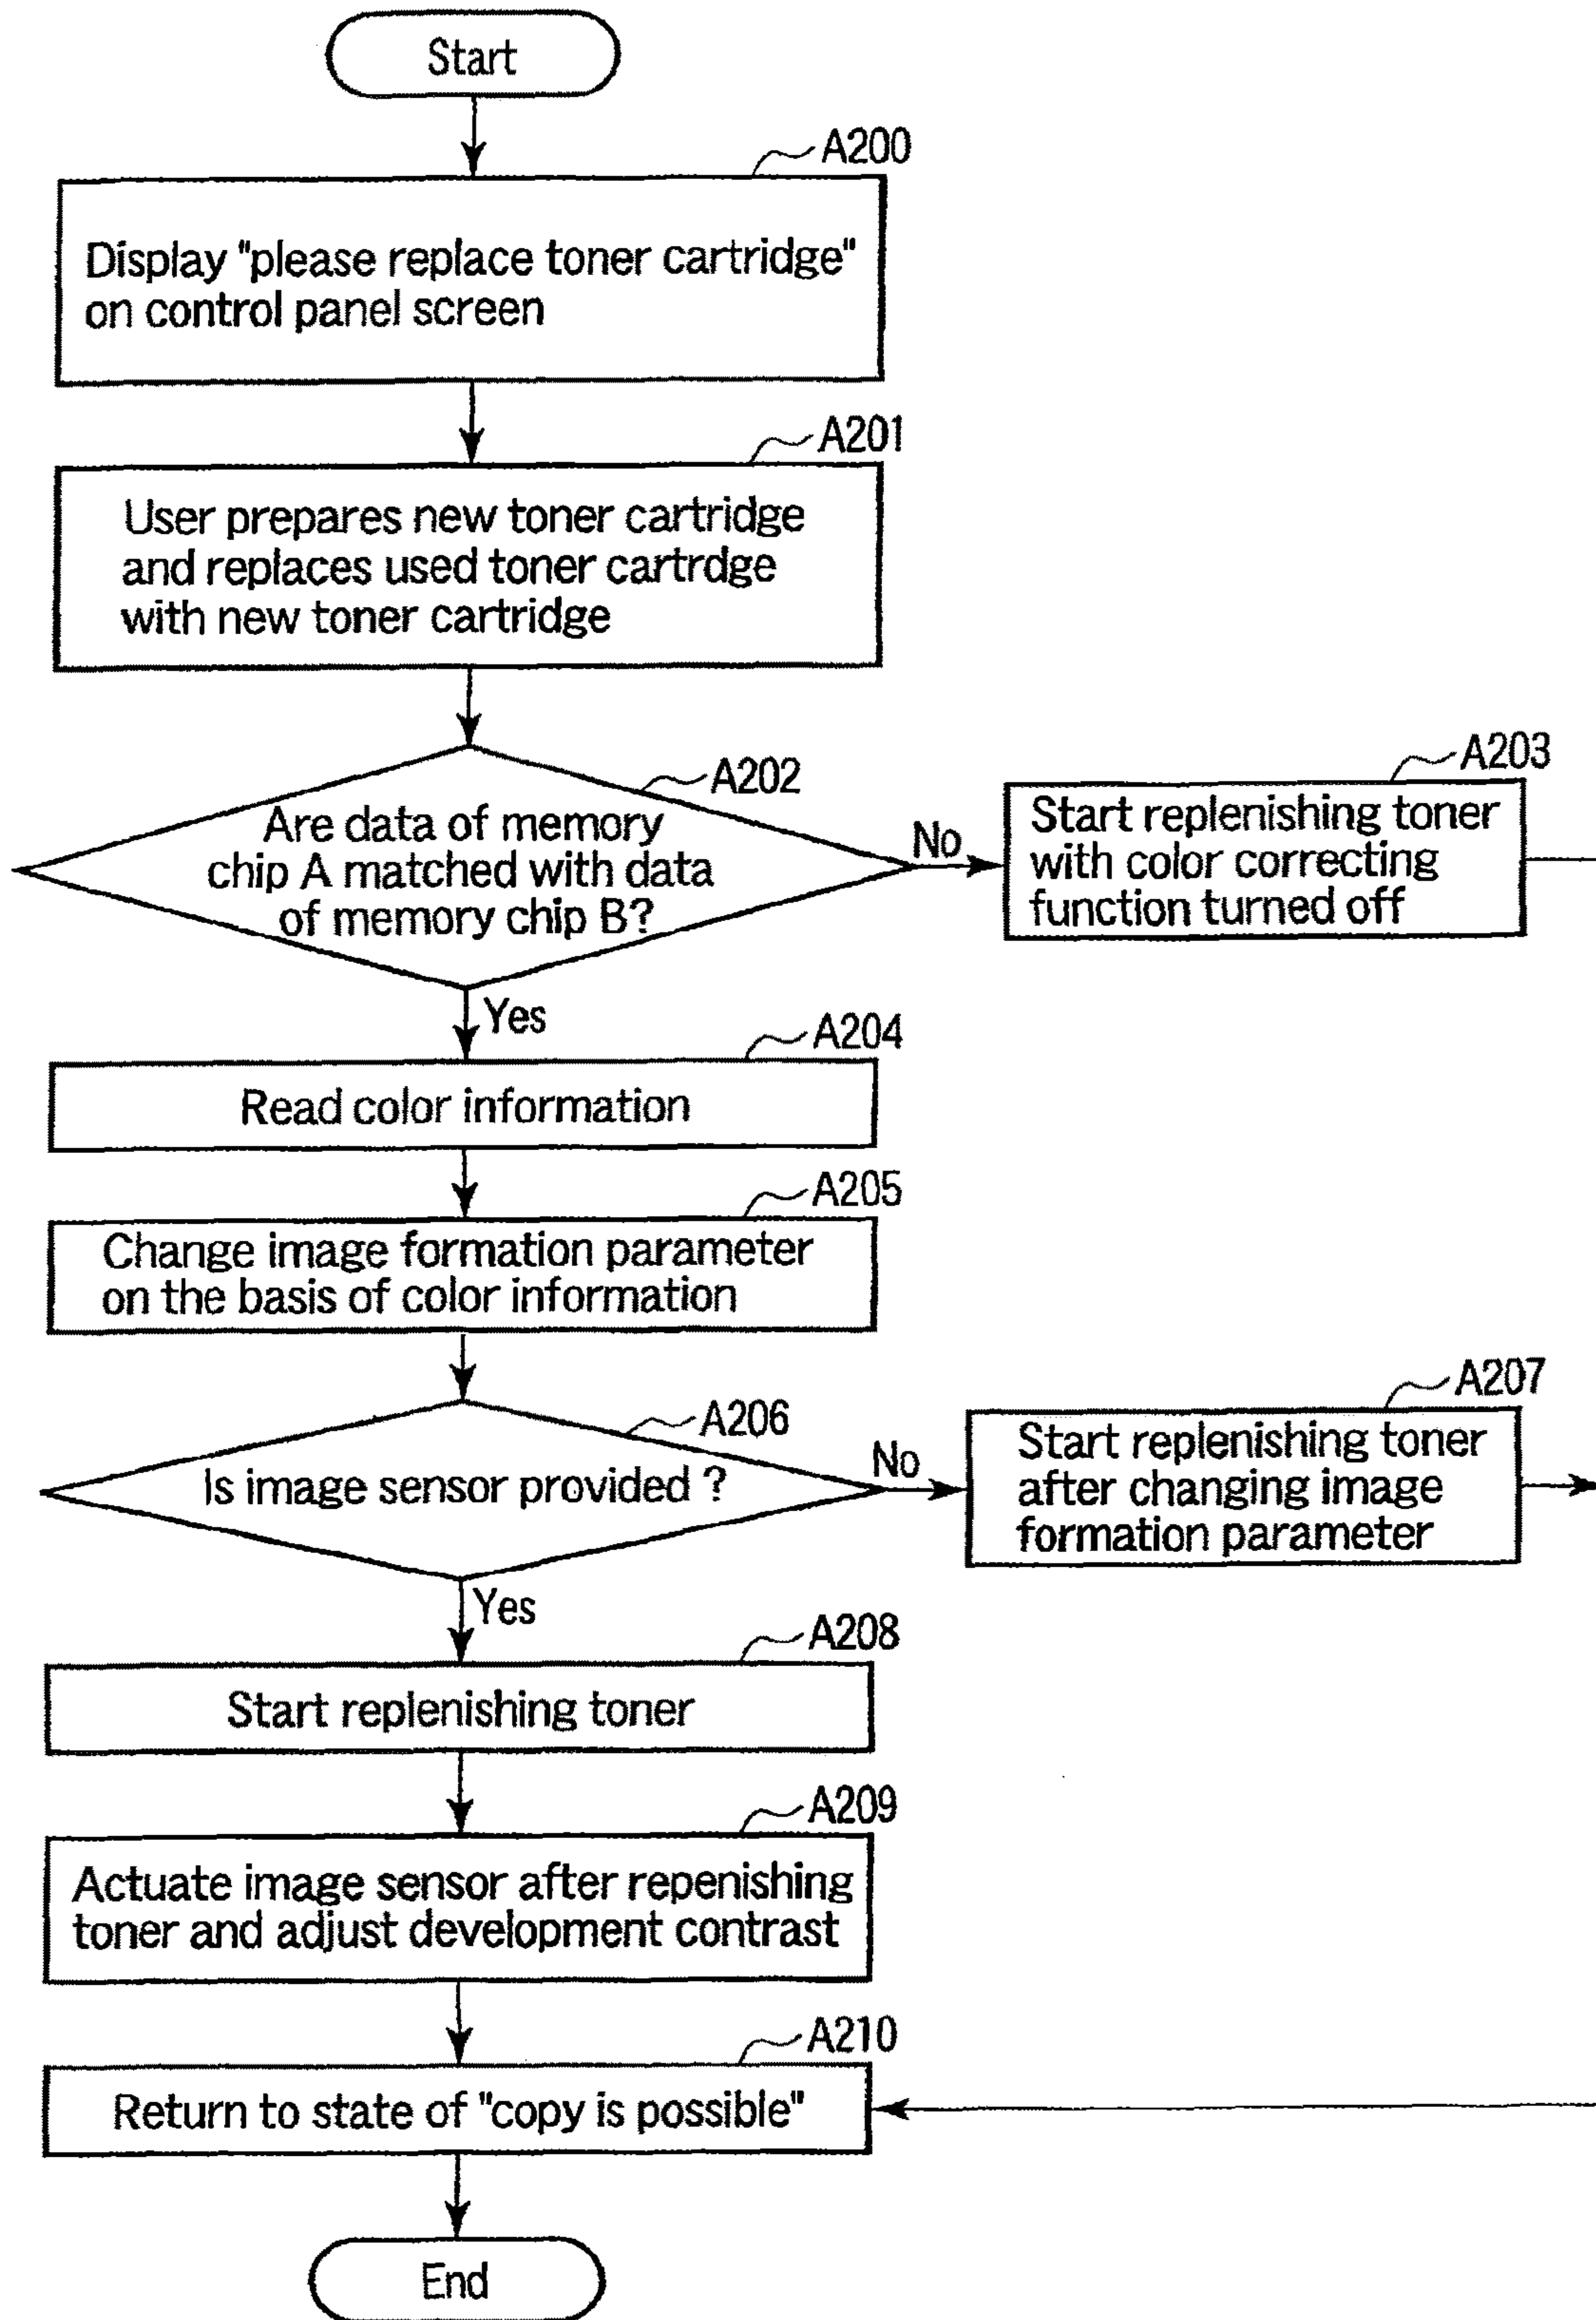 Start
A200
Display "please replace toner cartridge"
on control panel screen
A201
User prepares new toner cartridge
and replaces used toner cartrdge
with new toner cartridge
A202
Are data of memory
chip A matched with data
of memory chip B?
No
A203
Start replenishing toner
with color correcting
function turned off
Yes
A204
Read color information
A205
Change image formation parameter
on the basis of color information
A206
Is image sensor provided ?
No
A207
Start replenishing toner
after changing image
formation parameter
Yes
A208
Start replenishing toner
A209
Actuate image sensor after repenishing
toner and adjust development contrast
A210
Return to state of "copy is possible"
End